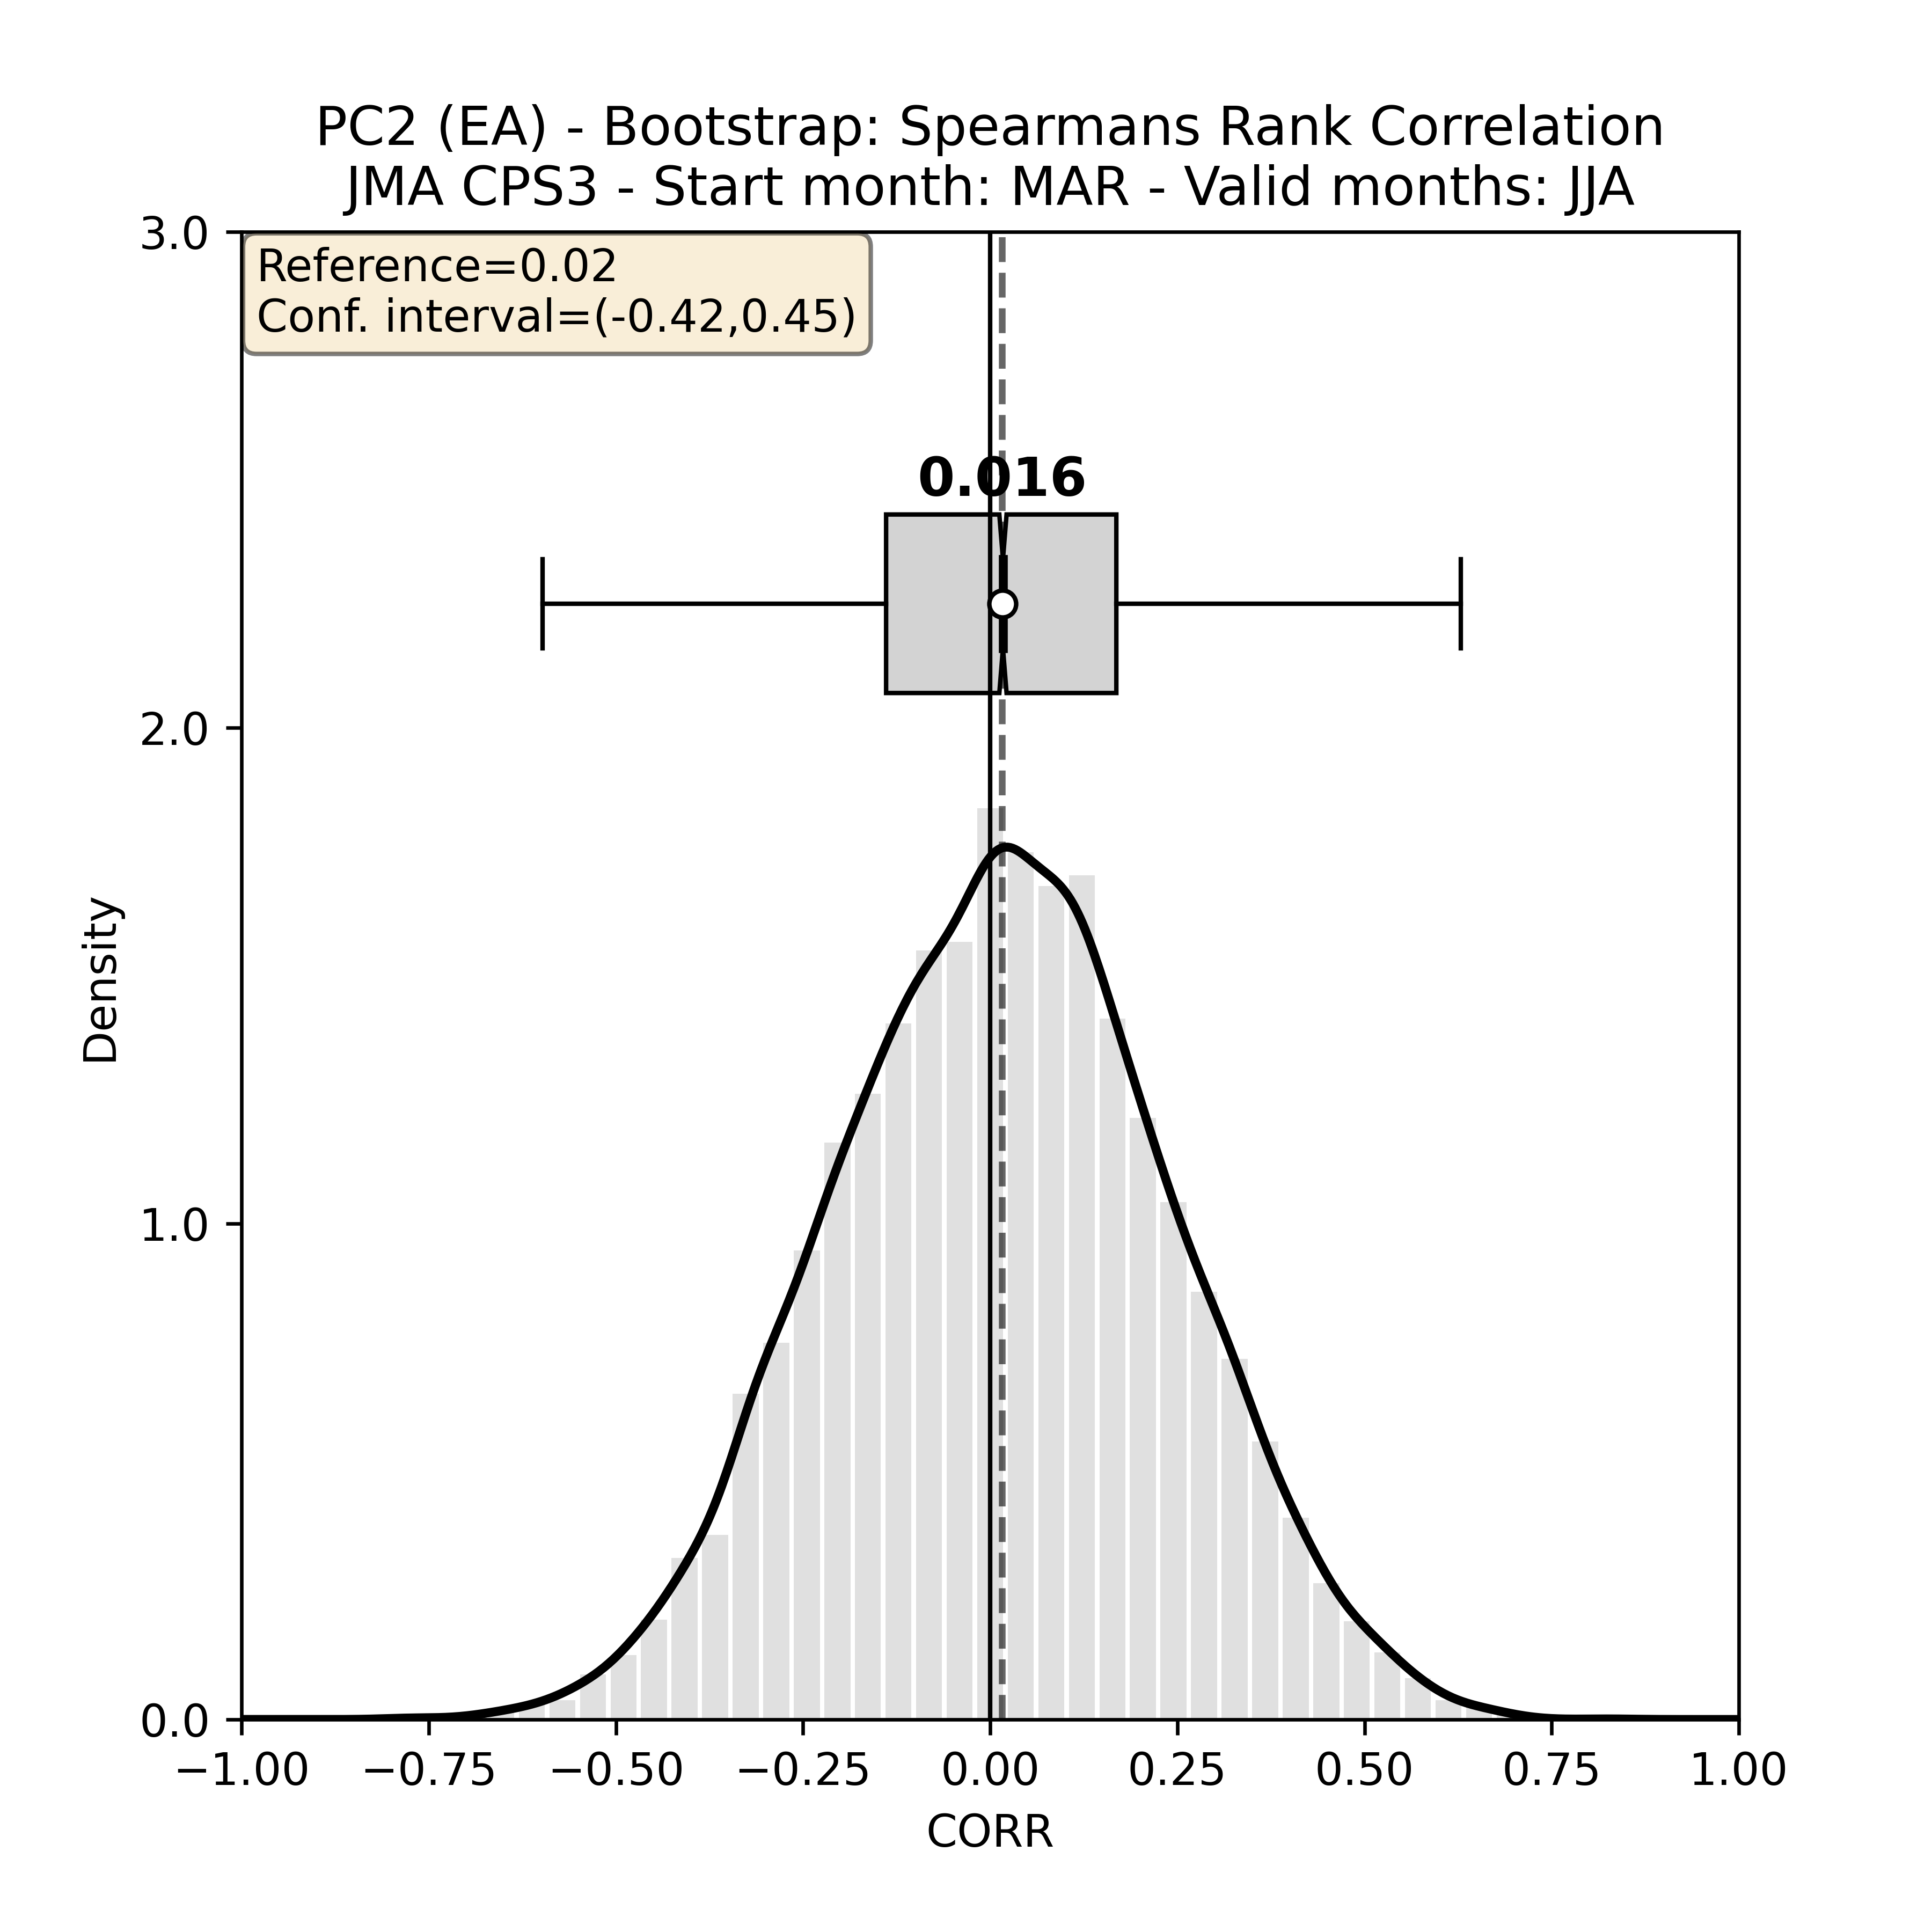 PC2 (EA) - Bootstrap: Spearmans Rank Correlation
JMA CPS3 - Start month: MAR - Valid months: JJA
Reference=0.02
Conf. interval=(-0.42,0.45)
0.016
3.0
2.0
1.0
0.0
Density
−1.00 −0.75 −0.50 −0.25 0.00 0.25 0.50 0.75 1.00
CORR